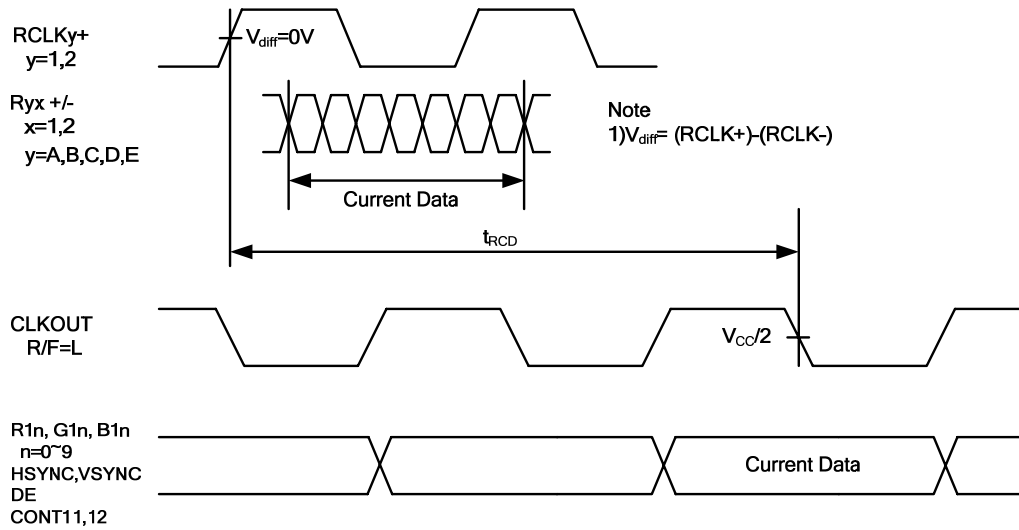 RCLKy+
y=1,2
Vdiff=0V
Ryx +/-
x=1,2
y=A,B,C,D,E
Note
1)Vdiff= (RCLK+)-(RCLK-)
Current Data
tRCD
CLKOUT
R/F=L
VCC/2
R1n, G1n, B1n
n=0~9
HSYNC,VSYNC
DE
CONT11,12
Current Data